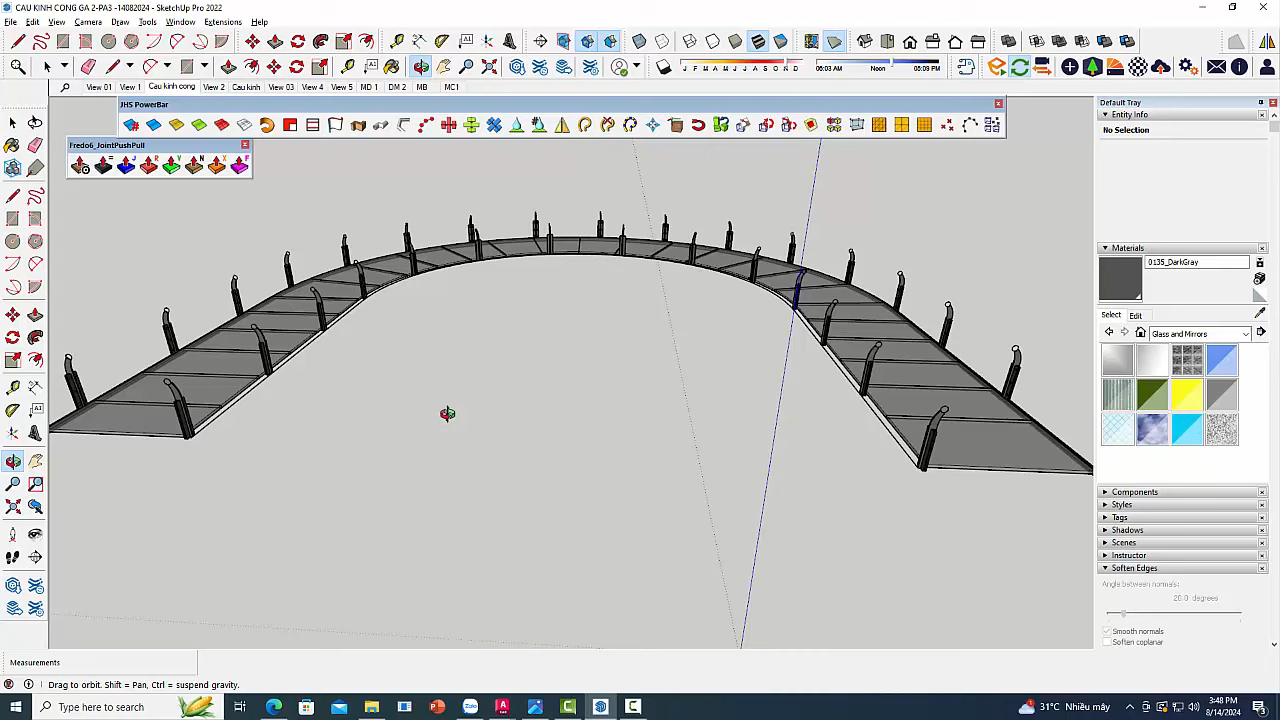 CAU KINH CONG GA 2-PA3 -14082024 - SketchUp Pro 2022
File Edit View Camera Draw Tools Window Extensions Help
J F M A M J J A S O N D
06:03 AM Noon 06:09 PM
View 01 View 1 Cau kinh cong View 2 Cau kinh View 03 View 4 View 5 MD 1 DM 2 MB MC1
Default Tray
JHS PowerBar
Entity Info
No Selection
Fredo6_JointPushPull
Materials
0135_DarkGray
Select Edit
Glass and Mirrors
Components
Styles
Tags
Shadows
Scenes
Instructor
Soften Edges
Angle between normals:
20.0 degrees
Smooth normals
Soften coplanar
Measurements
Drag to orbit. Shift = Pan, Ctrl = suspend gravity.
Type here to search
31°C Nhiều mây
3:48 PM
8/14/2024